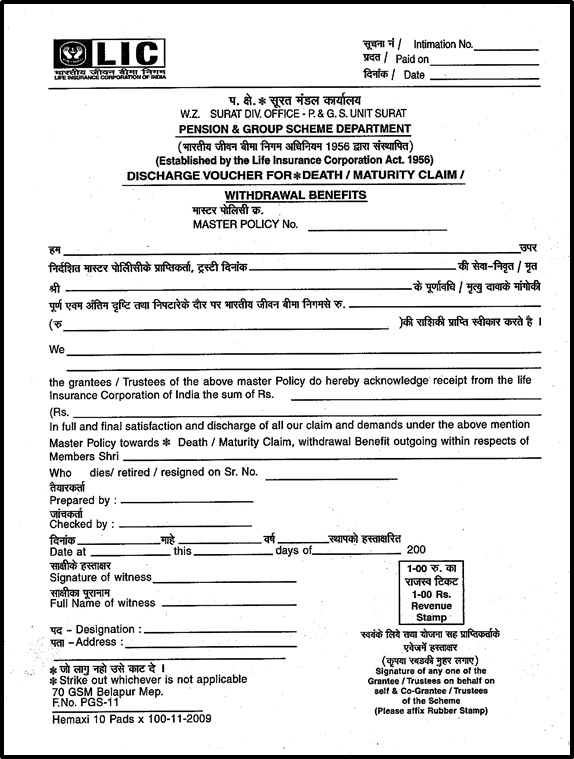 LIC
भारतीय जीवन बीमा निगम
LIFE INSURANCE CORPORATION OF INDIA
सूचना नं / Intimation No.
प्रदत / Paid on
दिनांक / Date
प. क्षे. * सूरत मंडल कार्यालय
W.Z. SURAT DIV. OFFICE - P. & G. S. UNIT SURAT
PENSION & GROUP SCHEME DEPARTMENT
(भारतीय जीवन बीमा निगम अधिनियम 1956 द्वारा संस्थापित)
(Established by the Life Insurance Corporation Act. 1956)
DISCHARGE VOUCHER FOR * DEATH / MATURITY CLAIM /
WITHDRAWAL BENEFITS
मास्टर पोलिसी क्र.
MASTER POLICY No.
हम उपर
निर्दशित मास्टर पोलिसीके प्राप्तिकर्ता, ट्रस्टी दिनांक की सेवा-निवृत / मृत
श्री के पूर्णावधि / मृत्यु दावाके मांगोकी
पूर्ण एवम अंतिम दृष्टि तथा निपटारेके दौर पर भारतीय जीवन बीमा निगमसे रु.
(रु )की राशिकी प्राप्ति स्वीकार करते है ।
We
the grantees / Trustees of the above master Policy do hereby acknowledge receipt from the life
Insurance Corporation of India the sum of Rs.
(Rs.
In full and final satisfaction and discharge of all our claim and demands under the above mention
Master Policy towards * Death / Maturity Claim, withdrawal Benefit outgoing within respects of
Members Shri
Who dies/ retired / resigned on Sr. No.
तैयारकर्ता
Prepared by :
जांचकर्ता
Checked by :
दिनांक माहे वर्ष स्थापको हस्ताक्षरित
Date at this days of 200
साक्षीके हस्ताक्षर
Signature of witness
साक्षीका पूरानाम
Full Name of witness
पद - Designation :
पता - Address :
1-00 रु. का
राजस्व टिकट
1-00 Rs.
Revenue
Stamp
स्वयंके लिये तथा योजना सह प्राप्तिकर्ताके
एवेजमें हस्ताक्षर
(कृपया रबडकी मुहर लगाए)
Signature of any one of the
Grantee / Trustees on behalf on
self & Co-Grantee / Trustees
of the Scheme
(Please affix Rubber Stamp)
* जो लागु नहो उसे काट दे ।
* Strike out whichever is not applicable
70 GSM Belapur Mep.
F.No. PGS-11
Hemaxi 10 Pads x 100-11-2009